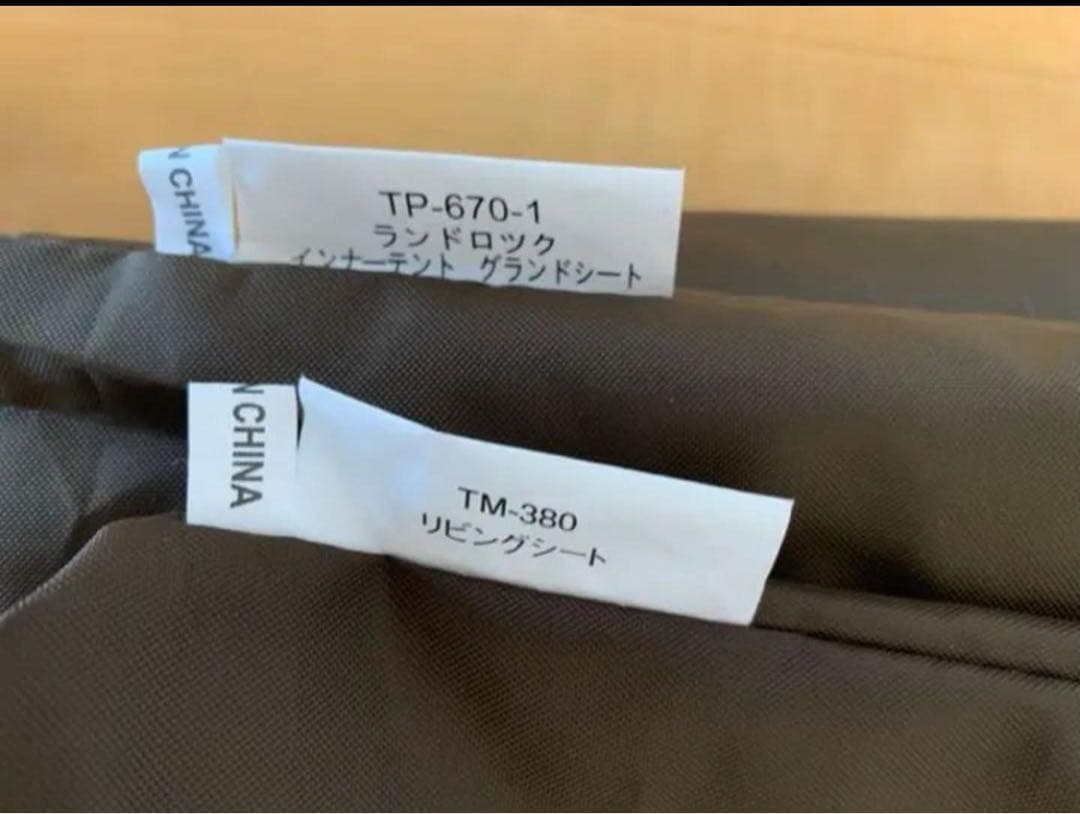 N CHINA
TP-670-1
ランドロック
インナーテント グランドシート
N CHINA
TM-380
リビングシート